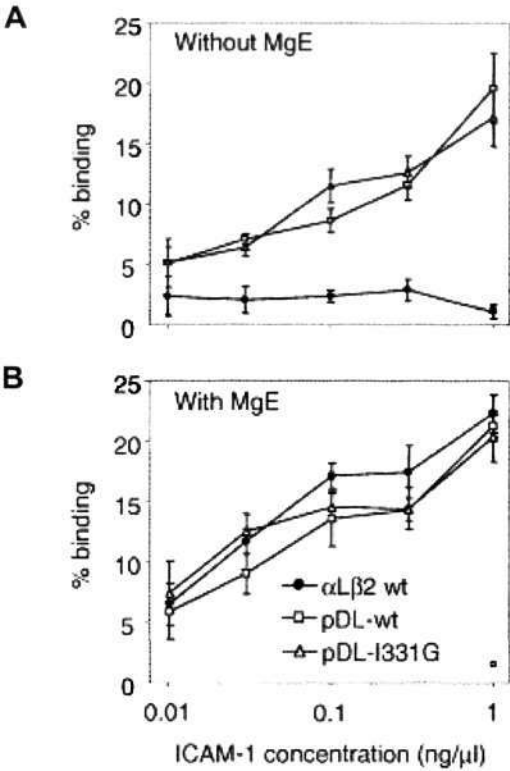 A
Without MgE
25
20
15
10
5
0
% binding
B
With MgE
25
20
15
10
5
0
% binding
αLβ2 wt
pDL-wt
pDL-I331G
0.01 0.1 1
ICAM-1 concentration (ng/µl)